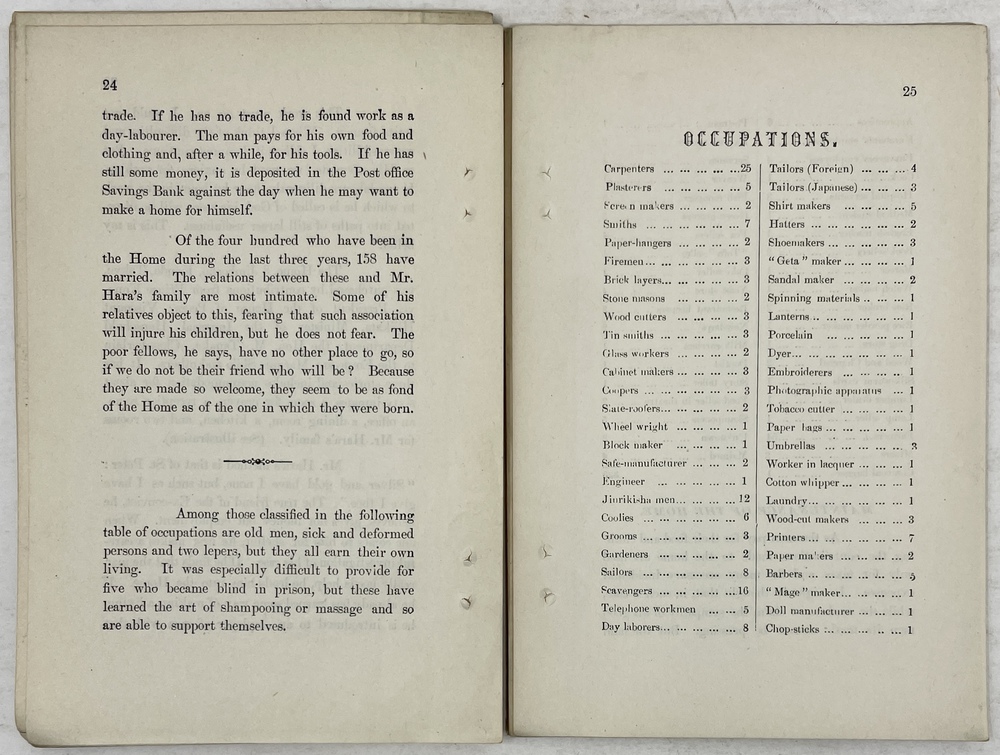 24
trade. If he has no trade, he is found work as a
day-labourer. The man pays for his own food and
clothing and, after a while, for his tools. If he has
still some money, it is deposited in the Post office
Savings Bank against the day when he may want to
make a home for himself.
Of the four hundred who have been in
the Home during the last three years, 158 have
married. The relations between these and Mr.
Hara's family are most intimate. Some of his
relatives object to this, fearing that such association
will injure his children, but he does not fear. The
poor fellows, he says, have no other place to go, so
if we do not be their friend who will be? Because
they are made so welcome, they seem to be as fond
of the Home as of the one in which they were born.
Among those classified in the following
table of occupations are old men, sick and deformed
persons and two lepers, but they all earn their own
living. It was especially difficult to provide for
five who became blind in prison, but these have
learned the art of shampooing or massage and so
are able to support themselves.
25
OCCUPATIONS.
Carpenters ... ... ... ... ...25
Plasterers ... ... ... ... 5
Screen makers ... ... ... ... 2
Smiths ... ... ... ... ... 7
Paper-hangers ... ... ... ... 2
Firemen... ... ... ... ... ... 3
Brick layers... ... ... ... ... 3
Stone masons ... ... ... ... 2
Wood cutters ... ... ... ... 3
Tin smiths ... ... ... ... ... 3
Glass workers ... ... ... ... 2
Cabinet makers ... ... ... ... 3
Coopers ... ... ... ... ... ... 3
Slate-roofers... ... ... ... ... 2
Wheel wright ... ... ... ... 1
Block maker ... ... ... ... 1
Safe-manufacturer ... ... ... 2
Engineer ... ... ... ... ... 1
Jinrikisha men... ... ... ...12
Coolies ... ... ... ... ... ... 6
Grooms ... ... ... ... ... ... 3
Gardeners ... ... ... ... ... 2
Sailors ... ... ... ... ... ... 8
Scavengers ... ... ... ... ...16
Telephone workmen ... ... 5
Day laborers... ... ... ... ... 8
Tailors (Foreign) ... ... ... 4
Tailors (Japanese) ... ... ... 3
Shirt makers ... ... ... ... 5
Hatters ... ... ... ... ... ... 2
Shoemakers ... ... ... ... ... 3
"Geta" maker ... ... ... ... 1
Sandal maker ... ... ... ... 2
Spinning materials .. ... ... 1
Lanterns .. ... ... ... ... ... 1
Porcelain ... ... ... ... ... 1
Dyer... ... ... ... ... ... ... 1
Embroiderers ... ... ... ... 1
Photographic apparatus ... 1
Tobacco cutter ... ... ... ... 1
Paper bags ... ... ... ... ... 1
Umbrellas ... ... ... ... ... 3
Worker in lacquer ... ... ... 1
Cotton whipper... ... ... ... 1
Laundry... ... ... ... ... ... 1
Wood-cut makers ... ... ... 3
Printers ... ... ... ... ... ... 7
Paper makers ... ... ... ... 2
Barbers ... ... ... ... ... ... 5
"Mage" maker... ... ... ... 1
Doll manufacturer ... ... ... 1
Chop-sticks :.. ... ... .. ... 1